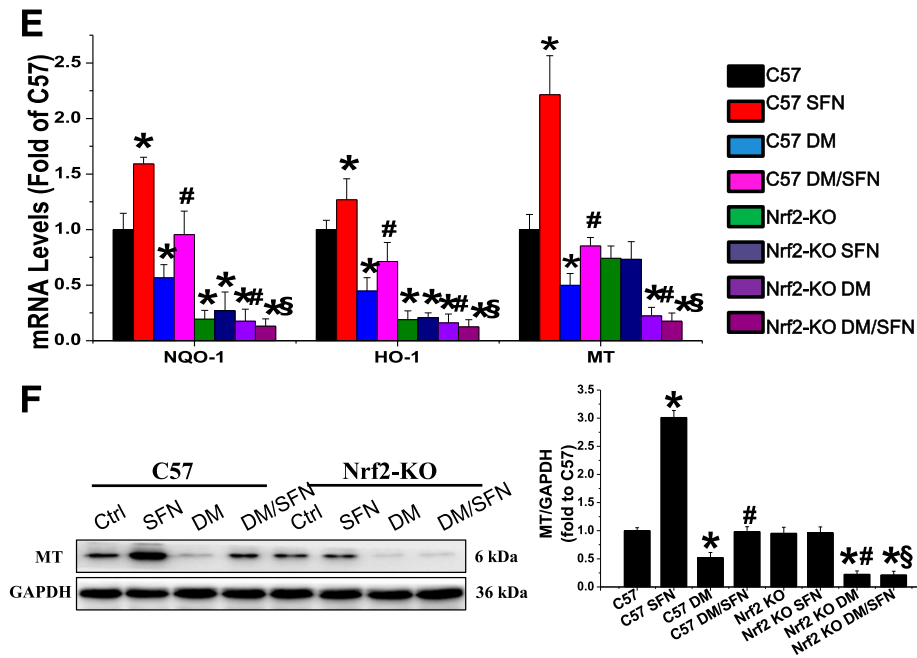 E
mRNA Levels (Fold of C57)
2.5
2.0
1.5
1.0
0.5
0.0
* * # * * * *# *§
* # * * * *# *§
* * # *# *§
NQO-1 HO-1 MT
C57
C57 SFN
C57 DM
C57 DM/SFN
Nrf2-KO
Nrf2-KO SFN
Nrf2-KO DM
Nrf2-KO DM/SFN
F
C57 Nrf2-KO
Ctrl SFN DM DM/SFN Ctrl SFN DM DM/SFN
MT 6 kDa
GAPDH 36 kDa
MT/GAPDH
(fold to C57)
3.5
3.0
2.5
2.0
1.5
1.0
0.5
0.0
* * # *# *§
C57
C57 SFN
C57 DM
C57 DM/SFN
Nrf2 KO
Nrf2 KO SFN
Nrf2 KO DM
Nrf2 KO DM/SFN